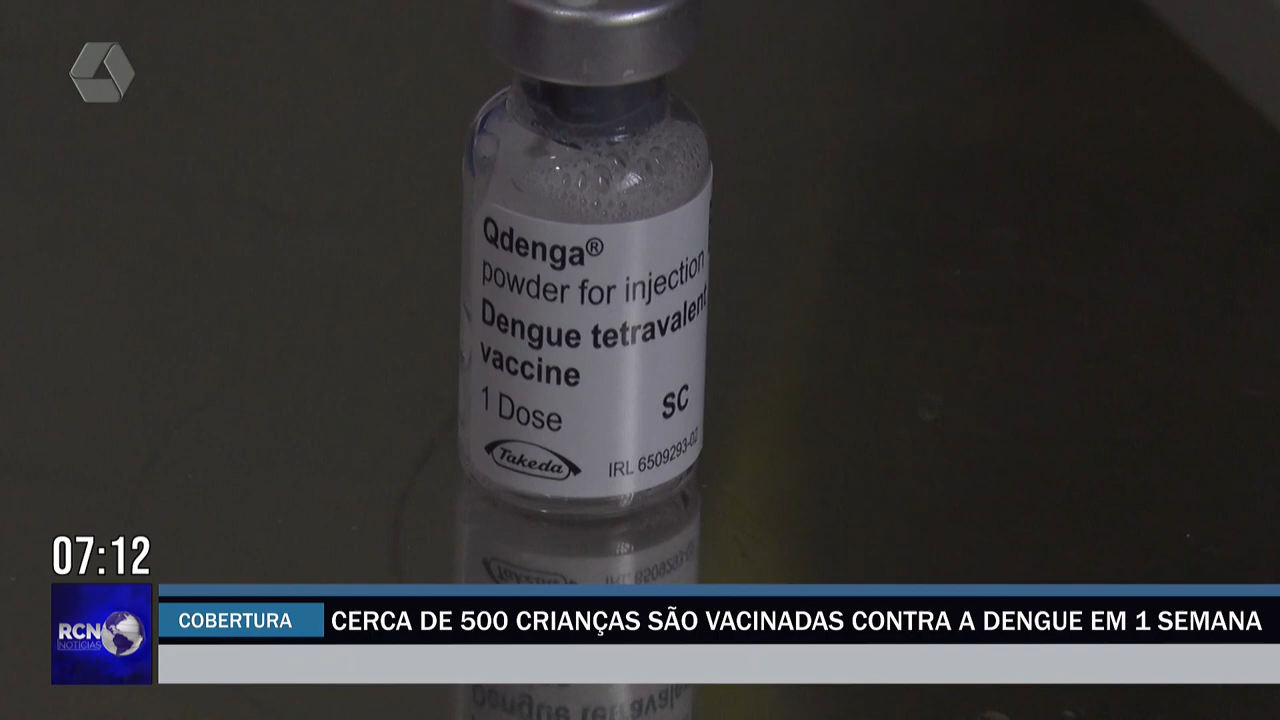 Qdenga®
powder for injection
Dengue tetravalent
vaccine
1 Dose
SC
Takeda
IRL 6509293-02
07:12
RCN
NOTÍCIAS
COBERTURA
CERCA DE 500 CRIANÇAS SÃO VACINADAS CONTRA A DENGUE EM 1 SEMANA